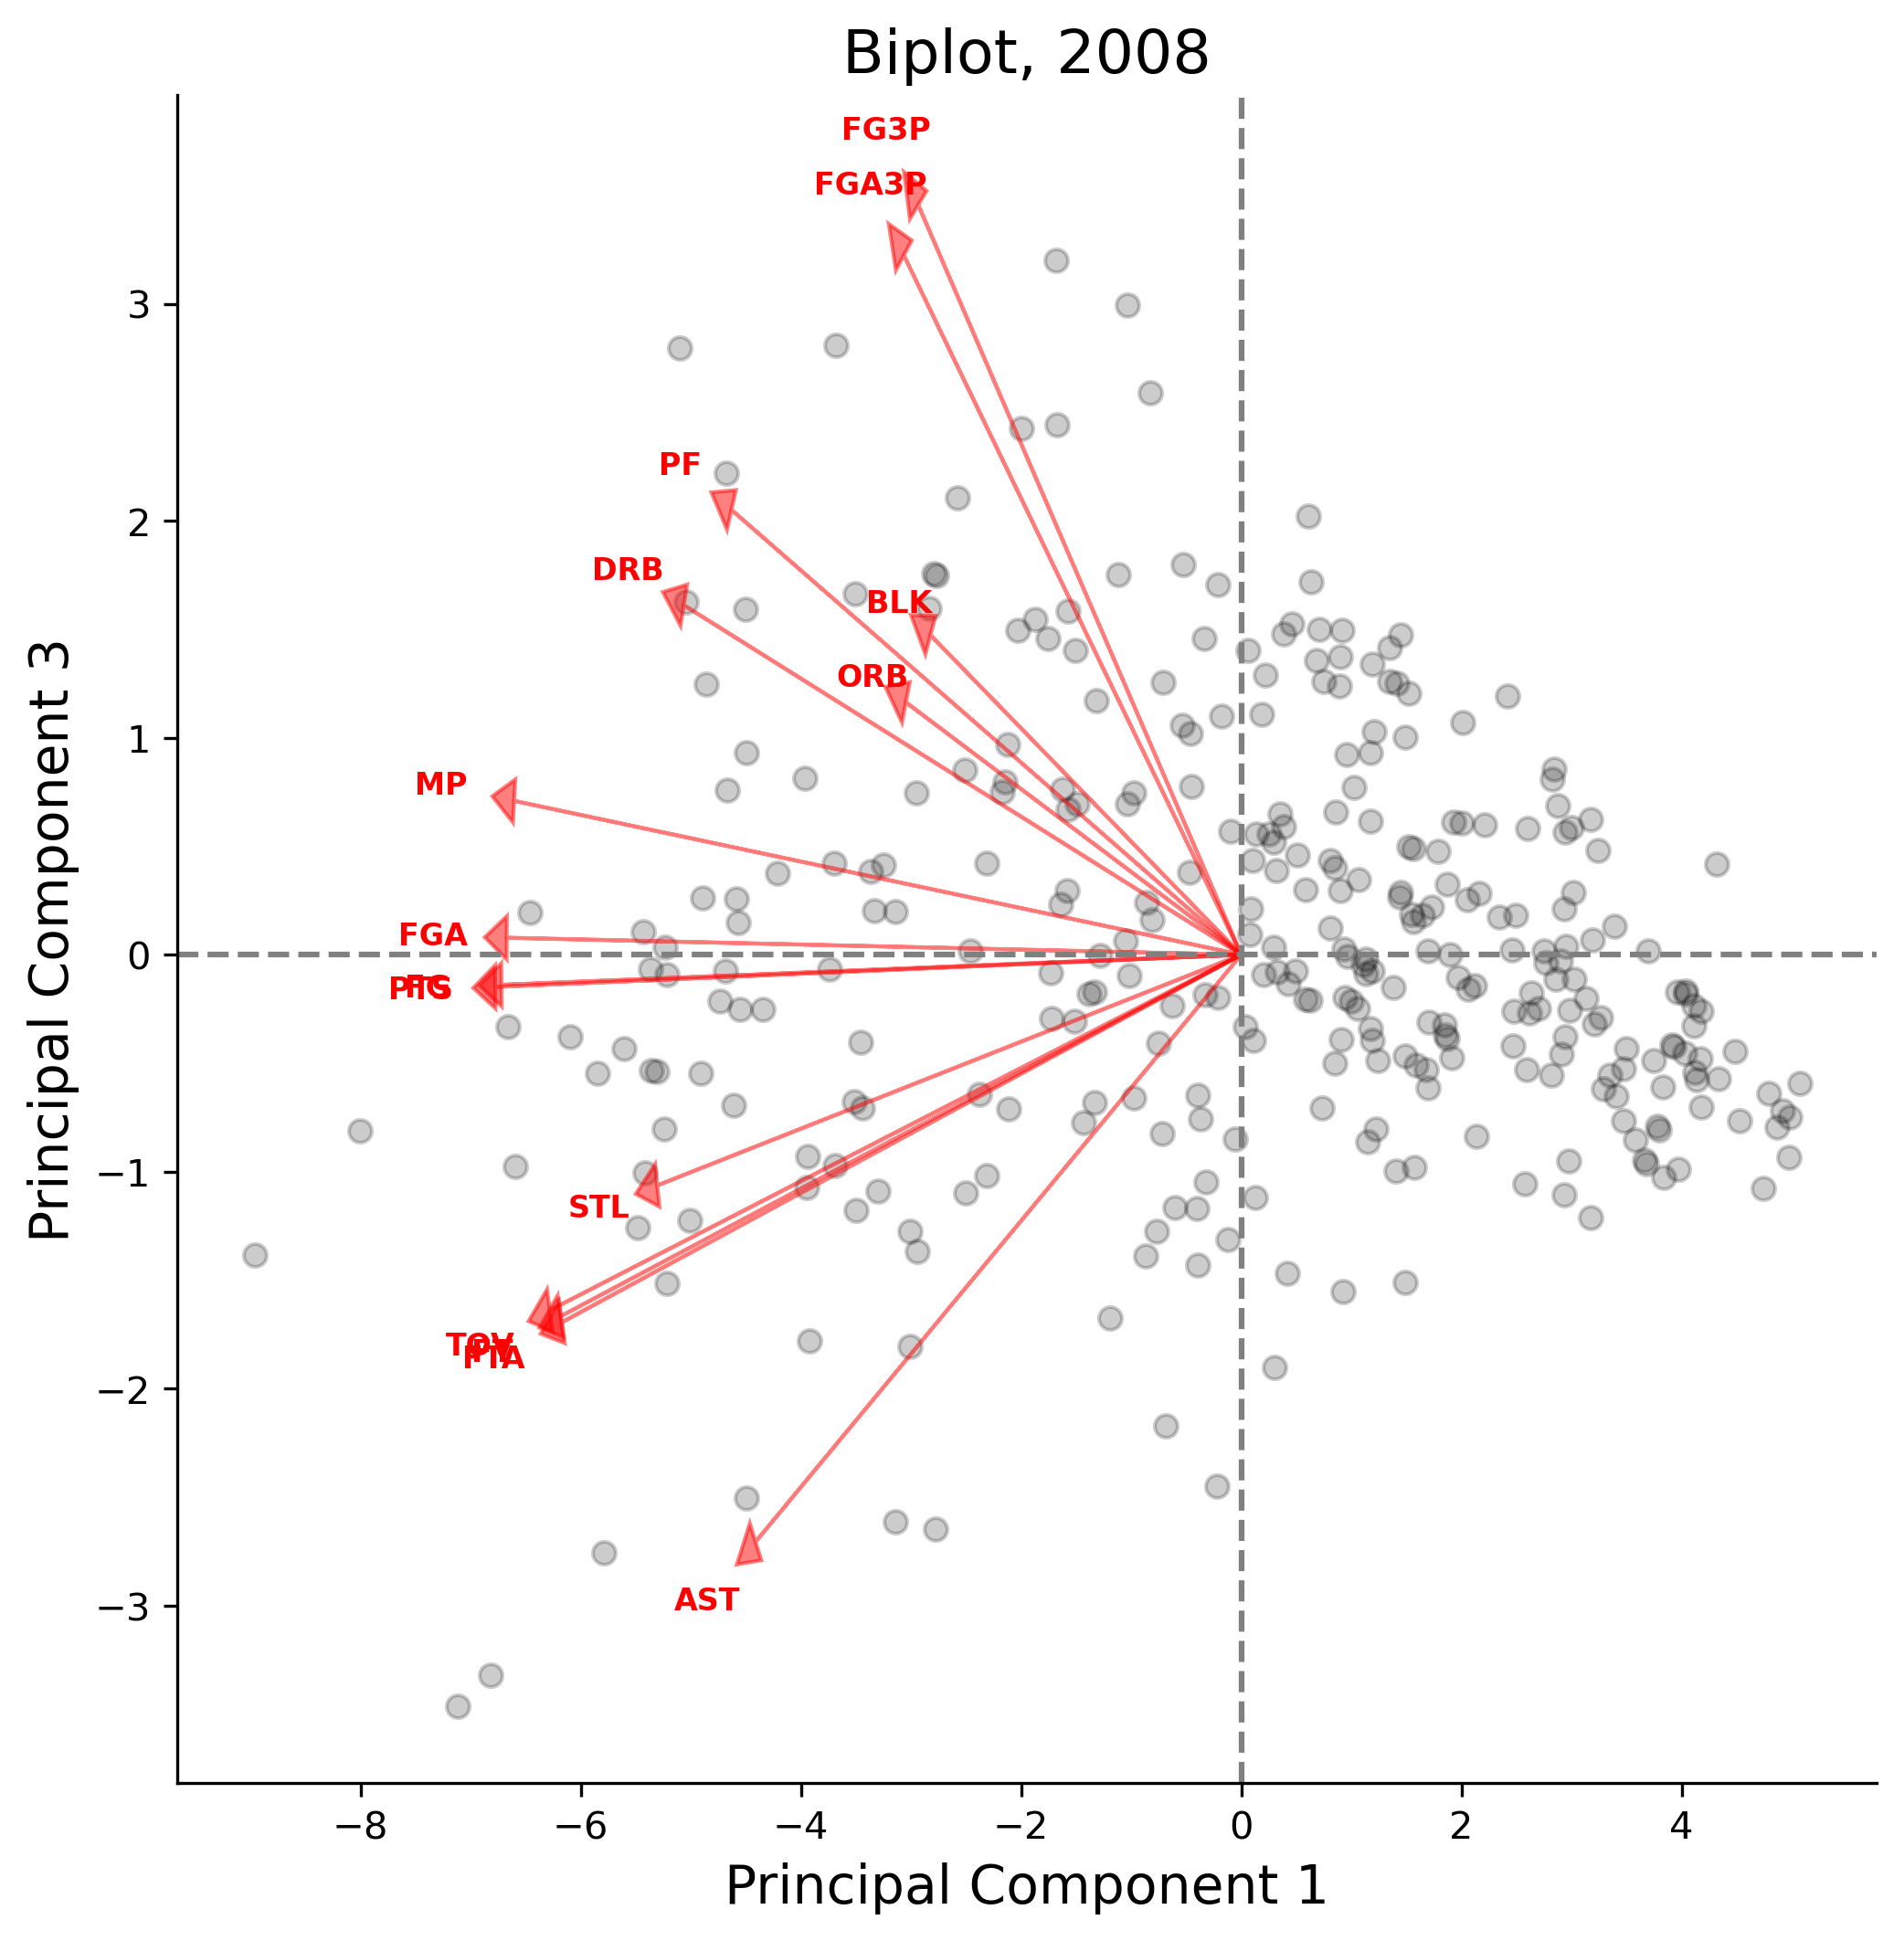 Biplot, 2008
FG3P
FGA3P
3
PF
2
DRB
BLK
ORB
1
MP
FGA
0
PTS
FG
−1
STL
TOV
FT
FTA
−2
−3
AST
Principal Component 3
−8 −6 −4 −2 0 2 4
Principal Component 1